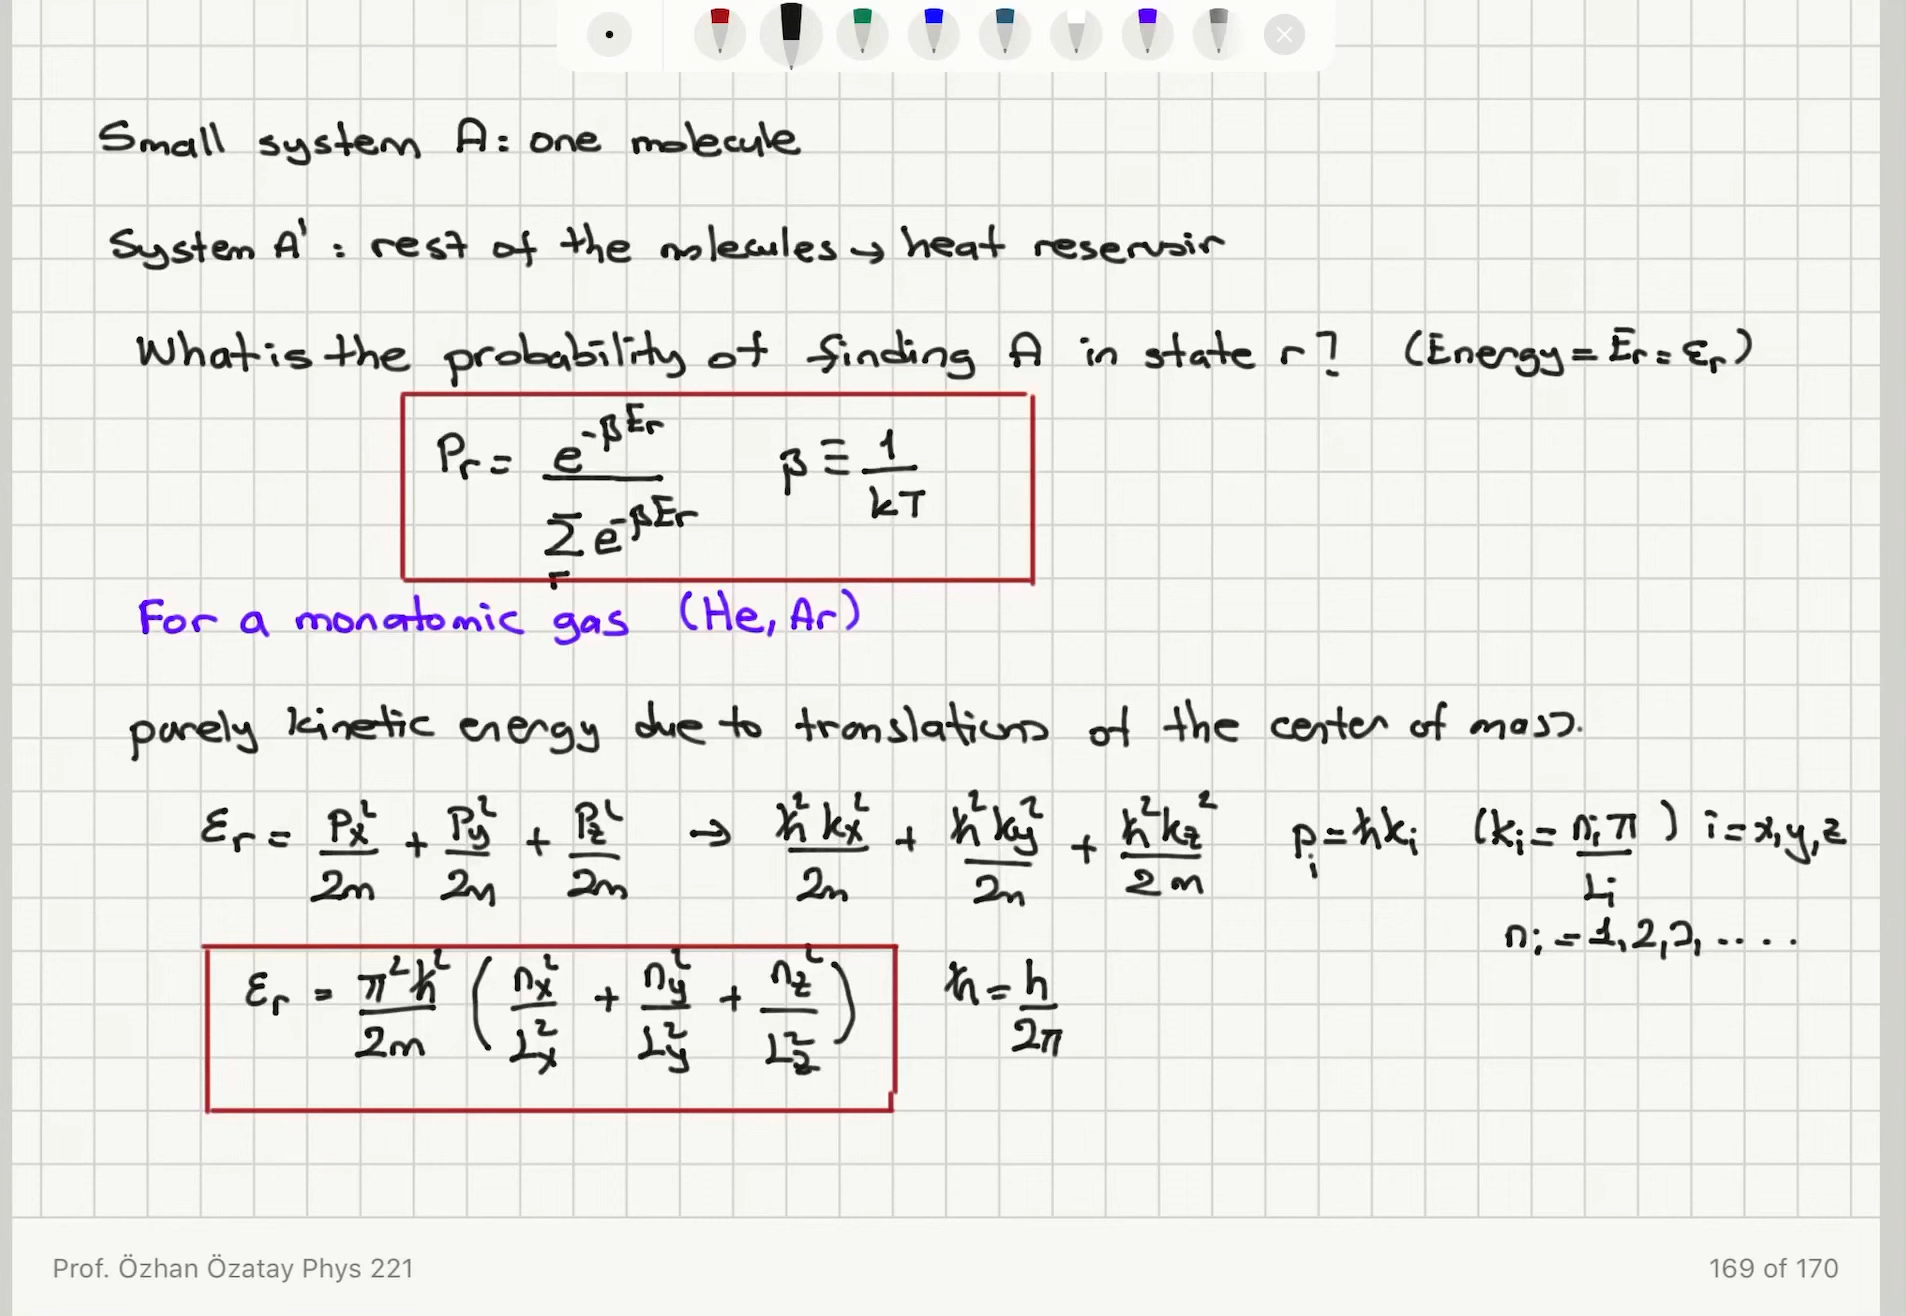 Small system A: one molecule
System A' : rest of the molecules → heat reservoir
What is the probability of finding A in state r? (Energy = Er = εr)
Pr = e^-βEr / Σr e^-βEr    β ≡ 1/kT
For a monatomic gas (He, Ar)
purely kinetic energy due to translations of the center of mass.
εr = Px²/2m + Py²/2m + Pz²/2m → ħ²kx²/2m + ħ²ky²/2m + ħ²kz²/2m    pi = ħki    (ki = niπ/Li) i = x,y,z
ni = 1,2,3, ....
εr = π²ħ²/2m (nx²/Lx² + ny²/Ly² + nz²/Lz²)    ħ = h/2π
Prof. Özhan Özatay Phys 221    169 of 170